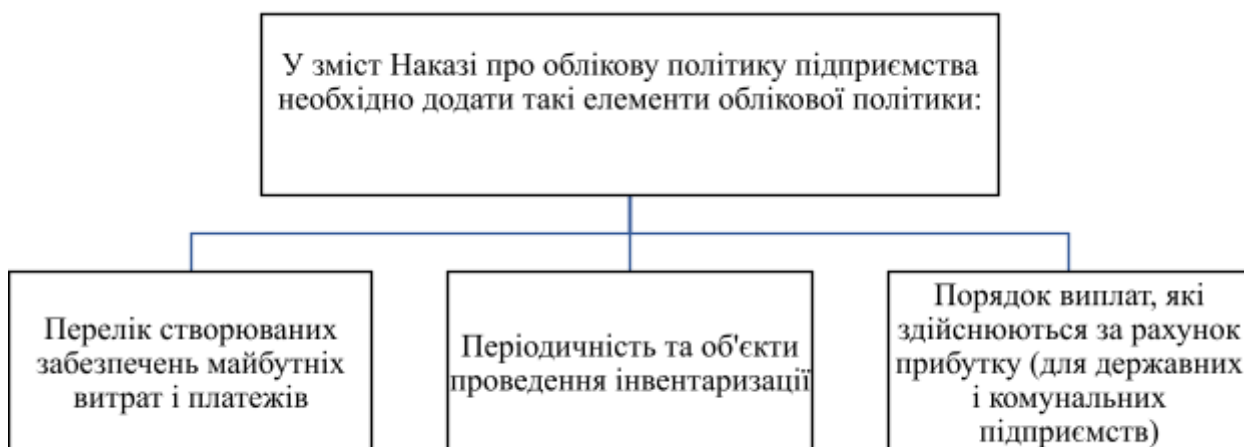 У зміст Наказі про облікову політику підприємства
необхідно додати такі елементи облікової політики:
Перелік створюваних
забезпечень майбутніх
витрат і платежів
Періодичність та об'єкти
проведення інвентаризації
Порядок виплат, які
здійснюються за рахунок
прибутку (для державних
і комунальних
підприємств)